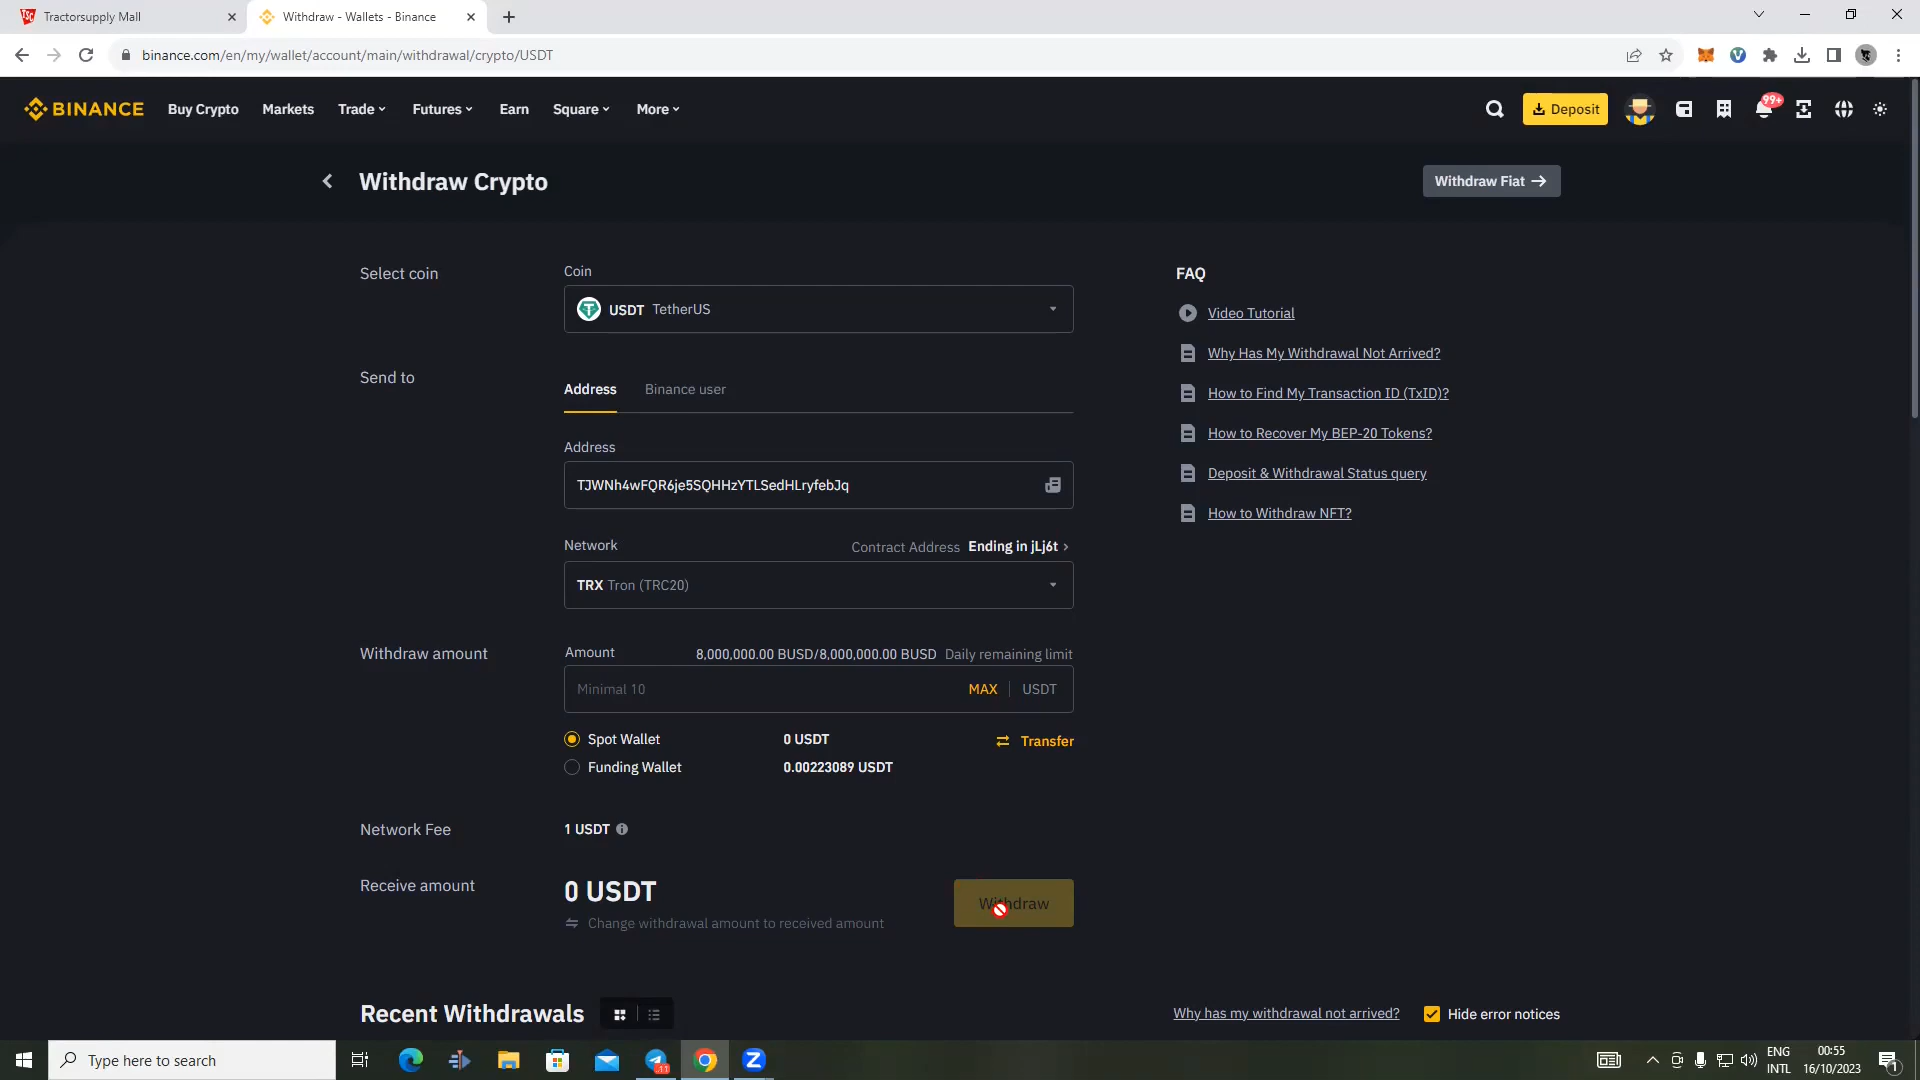 Tractorsupply Mall
Withdraw - Wallets - Binance
binance.com/en/my/wallet/account/main/withdrawal/crypto/USDT
BINANCE
Buy Crypto
Markets
Trade
Futures
Earn
Square
More
Deposit
99+
Withdraw Crypto
Withdraw Fiat
Select coin
Coin
USDT TetherUS
Send to
Address
Binance user
Address
TJWNh4wFQR6je5SQHHzYTLSedHLryfebJq
Network
Contract Address Ending in jLj6t
TRX Tron (TRC20)
Withdraw amount
Amount
8,000,000.00 BUSD/8,000,000.00 BUSD Daily remaining limit
Minimal 10
MAX
USDT
Spot Wallet
0 USDT
Transfer
Funding Wallet
0.00223089 USDT
Network Fee
1 USDT
Receive amount
0 USDT
Change withdrawal amount to received amount
Withdraw
FAQ
Video Tutorial
Why Has My Withdrawal Not Arrived?
How to Find My Transaction ID (TxID)?
How to Recover My BEP-20 Tokens?
Deposit & Withdrawal Status query
How to Withdraw NFT?
Recent Withdrawals
Why has my withdrawal not arrived?
Hide error notices
Type here to search
11
ENG
INTL
00:55
16/10/2023
1